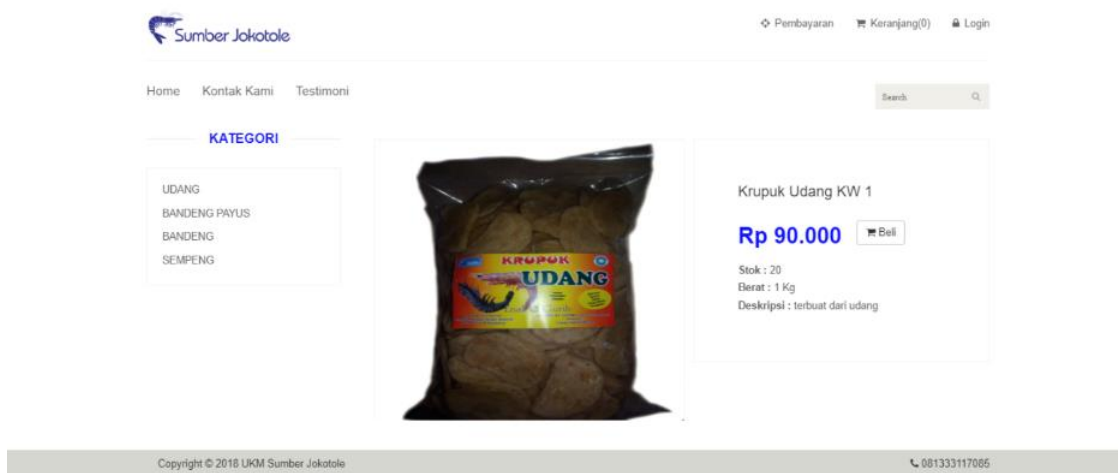 Sumber Jokotole
Pembayaran
Keranjang(0)
Login
Home
Kontak Kami
Testimoni
Search
KATEGORI
UDANG
BANDENG PAYUS
BANDENG
SEMPENG
KRUPUK
UDANG
Krupuk Udang KW 1
Rp 90.000
Beli
Stok : 20
Berat : 1 Kg
Deskripsi : terbuat dari udang
Copyright © 2018 UKM Sumber Jokotole
081333117085